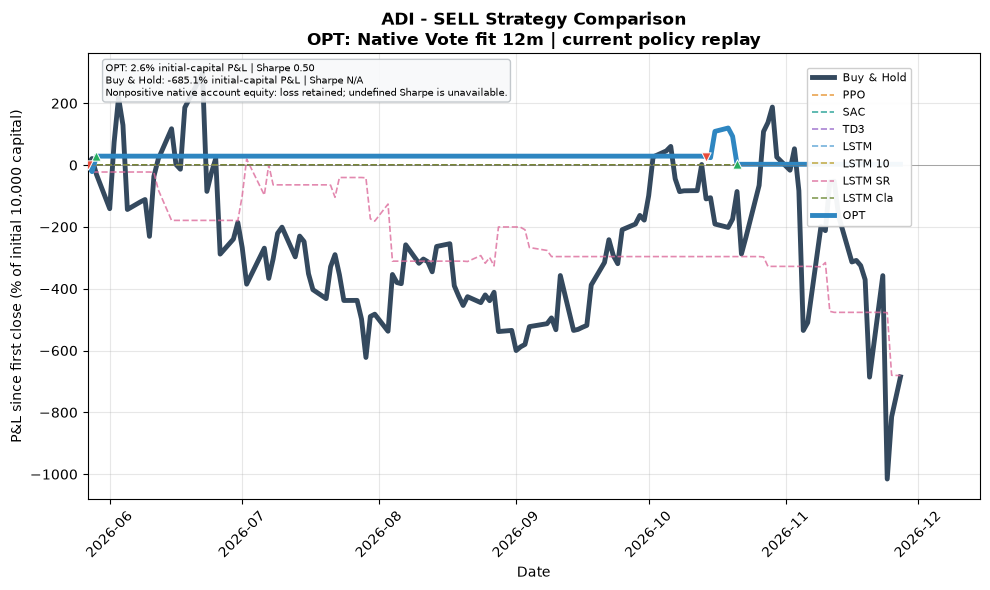 ADI - SELL Strategy Comparison
OPT: Native Vote fit 12m | current policy replay
OPT: 2.6% initial-capital P&L | Sharpe 0.50
Buy & Hold: -685.1% initial-capital P&L | Sharpe N/A
Nonpositive native account equity: loss retained; undefined Sharpe is unavailable.
Buy & Hold
PPO
SAC
TD3
LSTM
LSTM 10
LSTM SR
LSTM Cla
OPT
P&L since first close (% of initial 10,000 capital)
200
0
−200
−400
−600
−800
−1000
2026-06
2026-07
2026-08
2026-09
2026-10
2026-11
2026-12
Date